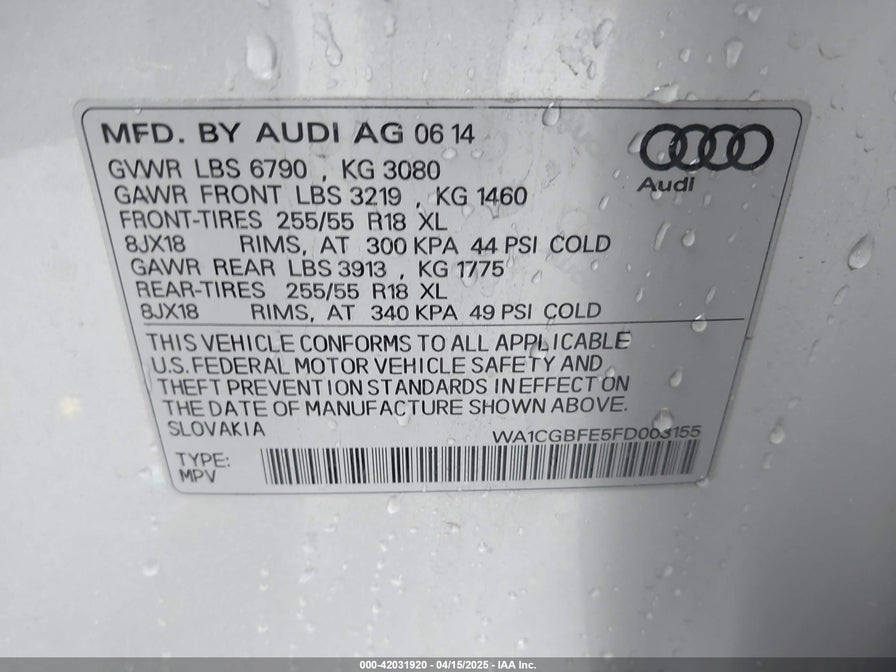 MFD. BY AUDI AG 06 14
GVWR LBS 6790 , KG 3080
GAWR FRONT LBS 3219 , KG 1460
FRONT-TIRES 255/55 R18 XL
8JX18 RIMS, AT 300 KPA 44 PSI COLD
GAWR REAR LBS 3913 , KG 1775
REAR-TIRES 255/55 R18 XL
8JX18 RIMS, AT 340 KPA 49 PSI COLD
Audi
THIS VEHICLE CONFORMS TO ALL APPLICABLE
U.S. FEDERAL MOTOR VEHICLE SAFETY AND
THEFT PREVENTION STANDARDS IN EFFECT ON
THE DATE OF MANUFACTURE SHOWN ABOVE.
SLOVAKIA
WA1CGBFE5FD003155
TYPE:
MPV
000-42031920 - 04/15/2025 - IAA Inc.